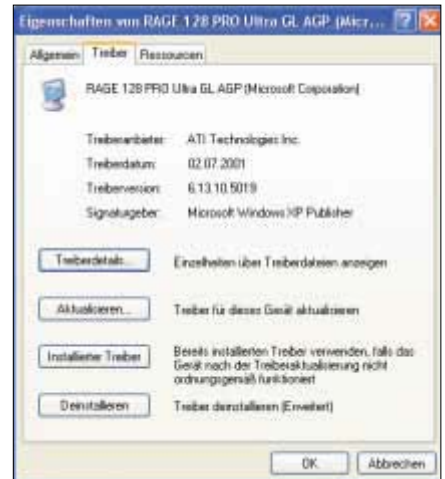 Eigenschaften von RAGE 128 PRO Ultra GL AGP (Micr...
Allgemein Treiber Ressourcen
RAGE 128 PRO Ultra GL AGP (Microsoft Corporation)
Treiberanbieter: ATI Technologies Inc.
Treiberdatum: 02.07.2001
Treiberversion: 6.13.10.5019
Signaturgeber: Microsoft Windows XP Publisher
Treiberdetails... Einzelheiten über Treiberdateien anzeigen
Aktualisieren... Treiber für dieses Gerät aktualisieren
Installierter Treiber Bereits installierten Treiber verwenden, falls das
Gerät nach der Treiberaktualisierung nicht
ordnungsgemäß funktioniert
Deinstallieren Treiber deinstallieren (Erweitert)
OK Abbrechen